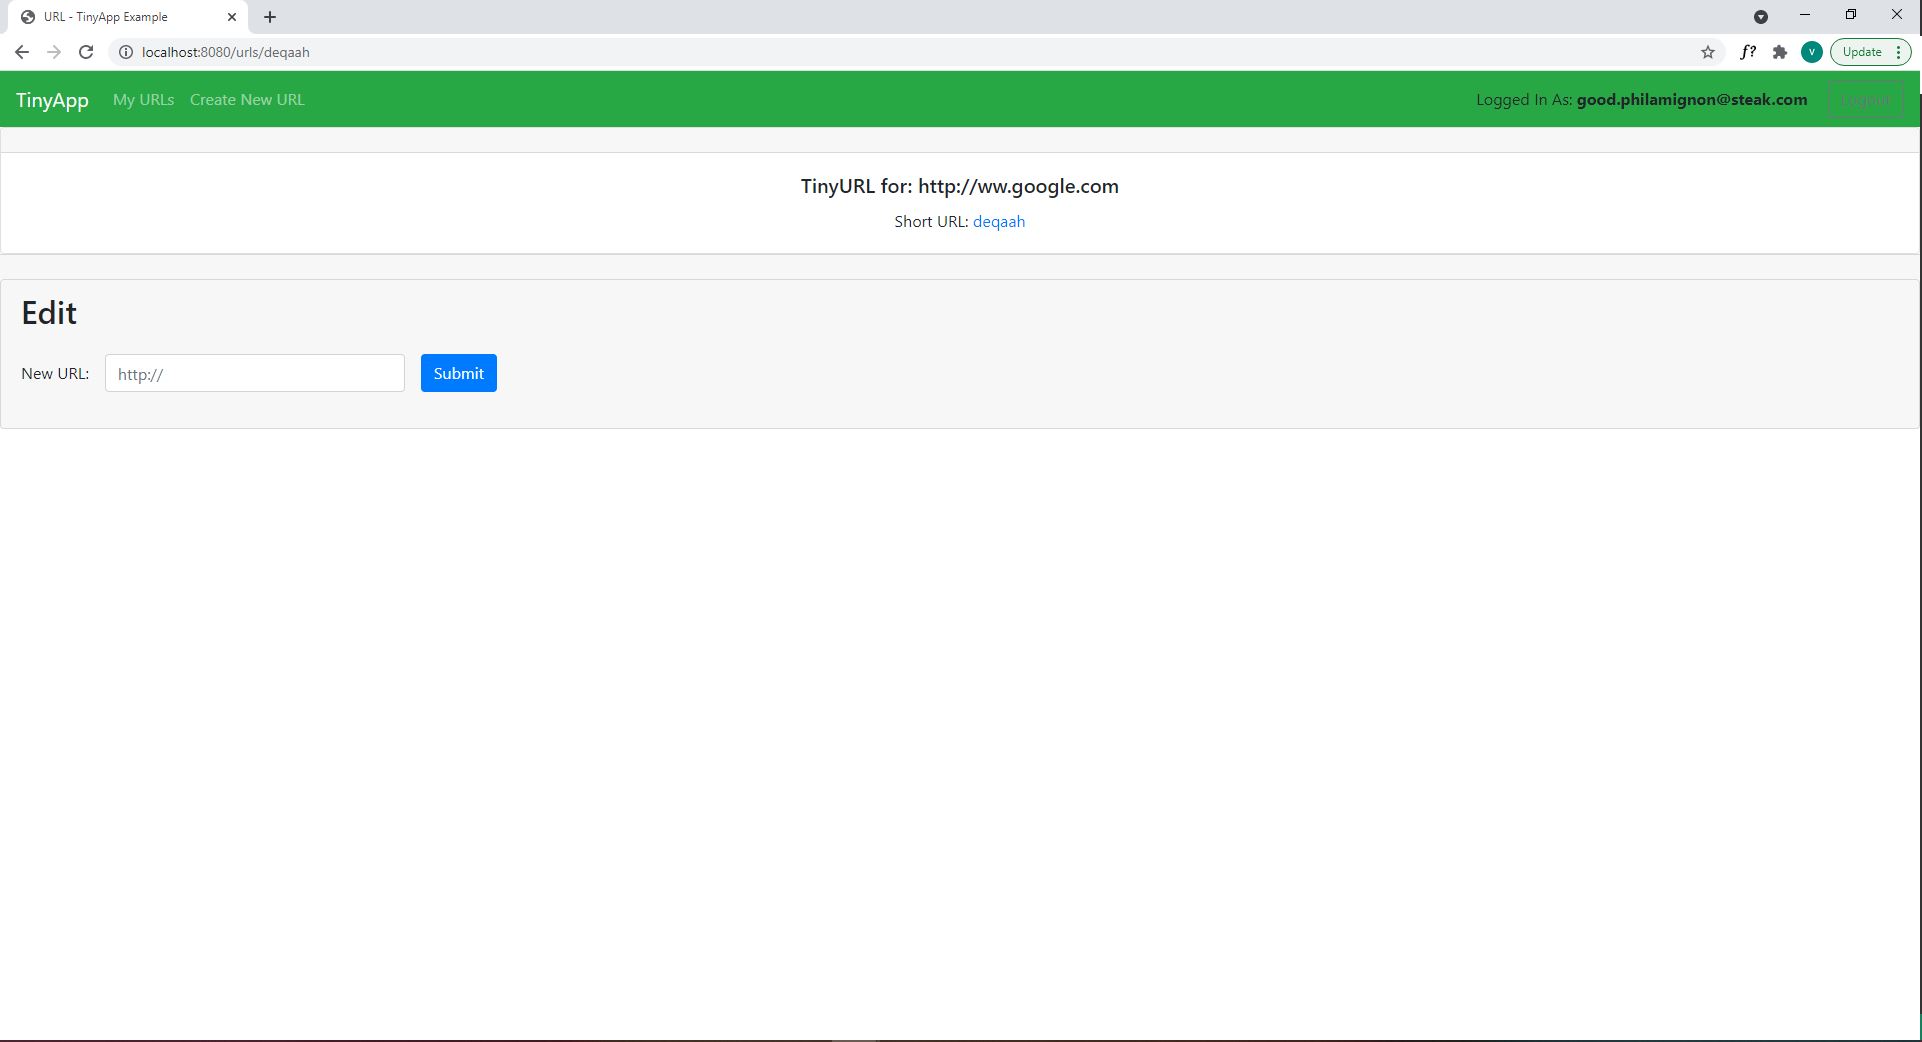 URL - TinyApp Example
localhost:8080/urls/deqaah
f?
V
Update
TinyApp My URLs Create New URL Logged In As: good.philamignon@steak.com Logout
TinyURL for: http://ww.google.com
Short URL: deqaah
Edit
New URL: http:// Submit